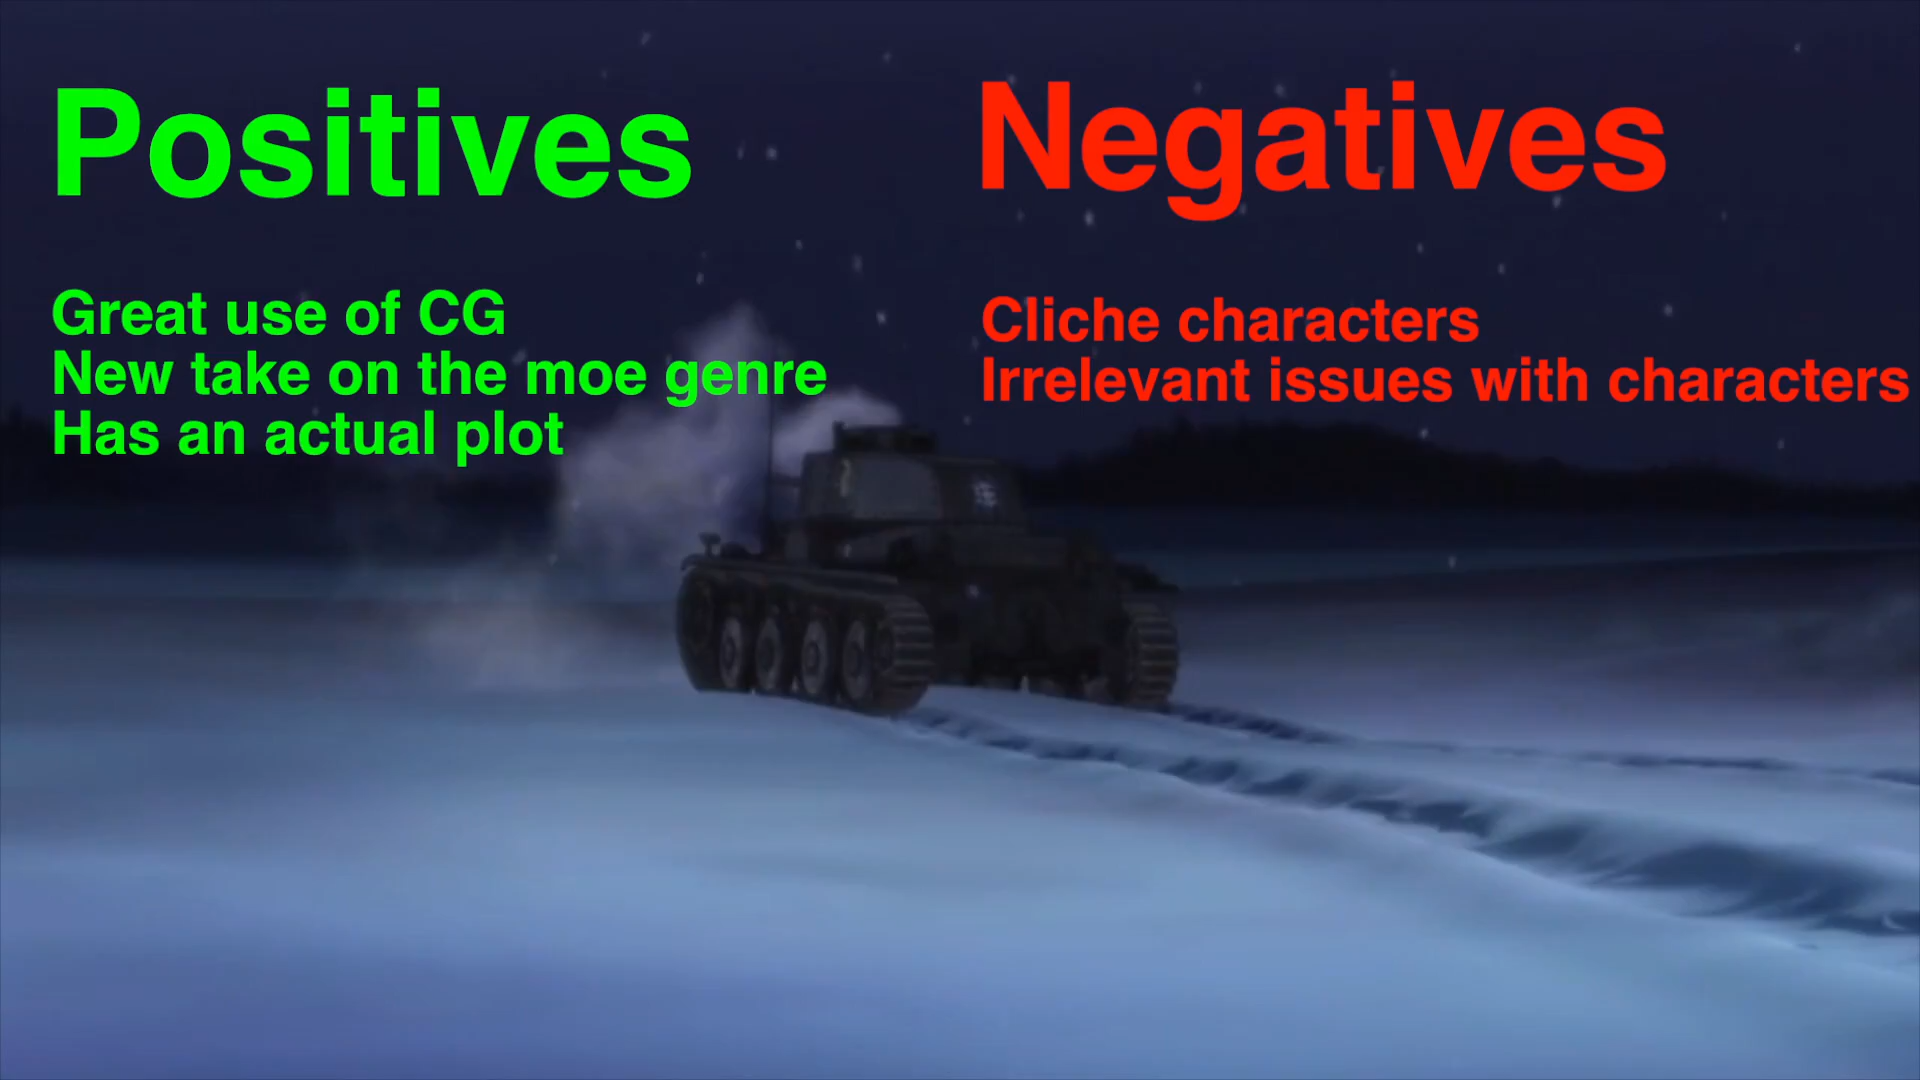 Positives
Great use of CG
New take on the moe genre
Has an actual plot
Negatives
Cliche characters
Irrelevant issues with characters